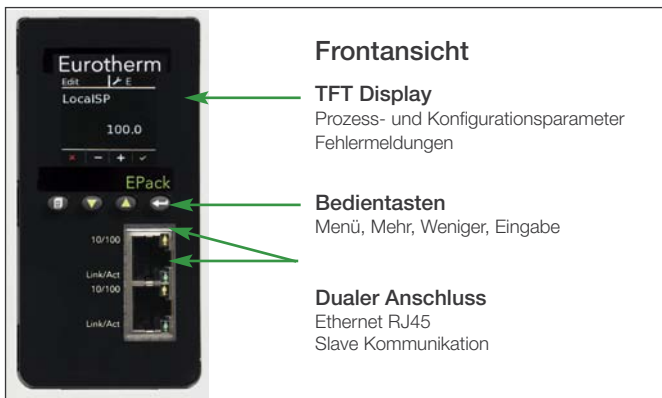 Eurotherm
Edit E
LocalSP
100.0
× − + ✓
EPack
10/100
Link/Act
10/100
Link/Act
Frontansicht
TFT Display
Prozess- und Konfigurationsparameter
Fehlermeldungen
Bedientasten
Menü, Mehr, Weniger, Eingabe
Dualer Anschluss
Ethernet RJ45
Slave Kommunikation